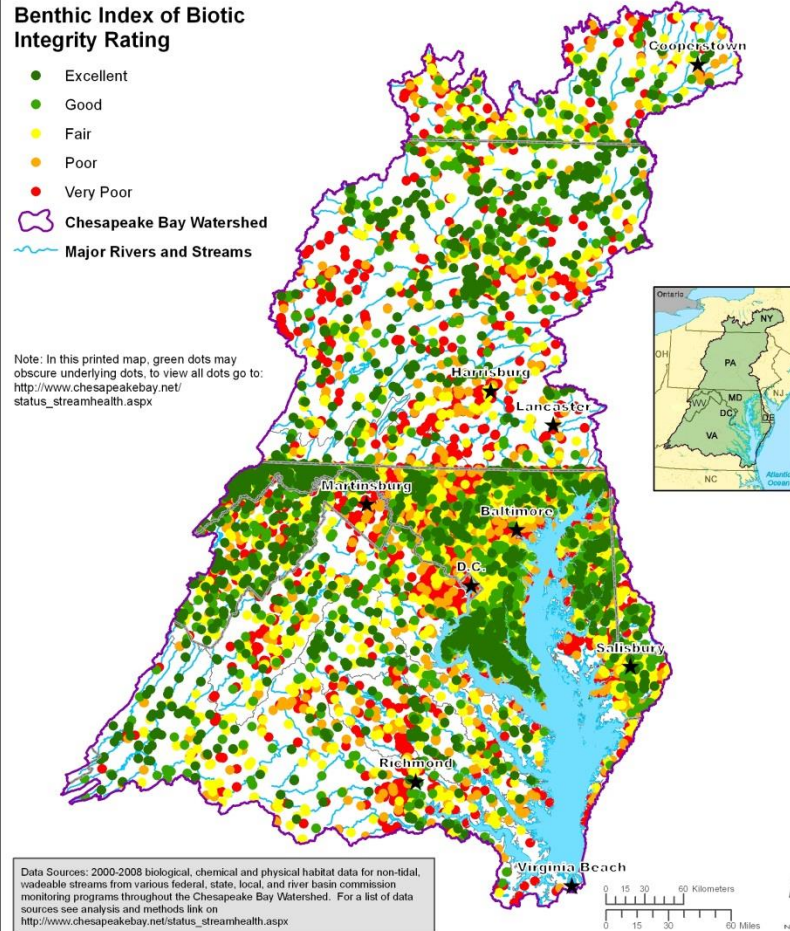 Benthic Index of Biotic
Integrity Rating
Excellent
Good
Fair
Poor
Very Poor
Chesapeake Bay Watershed
Major Rivers and Streams
Note: In this printed map, green dots may
obscure underlying dots, to view all dots go to:
http://www.chesapeakebay.net/
status_streamhealth.aspx
Cooperstown
Harrisburg
Lancaster
Martinsburg
Baltimore
D.C.
Salisbury
Richmond
Virginia Beach
Ontario
NY
OH
PA
NJ
MD
WV
DC
DE
VA
NC
Atlantic
Ocean
Data Sources: 2000-2008 biological, chemical and physical habitat data for non-tidal,
wadeable streams from various federal, state, local, and river basin commission
monitoring programs throughout the Chesapeake Bay Watershed. For a list of data
sources see analysis and methods link on
http://www.chesapeakebay.net/status_streamhealth.aspx
0 15 30 60 Kilometers
0 15 30 60 Miles
N